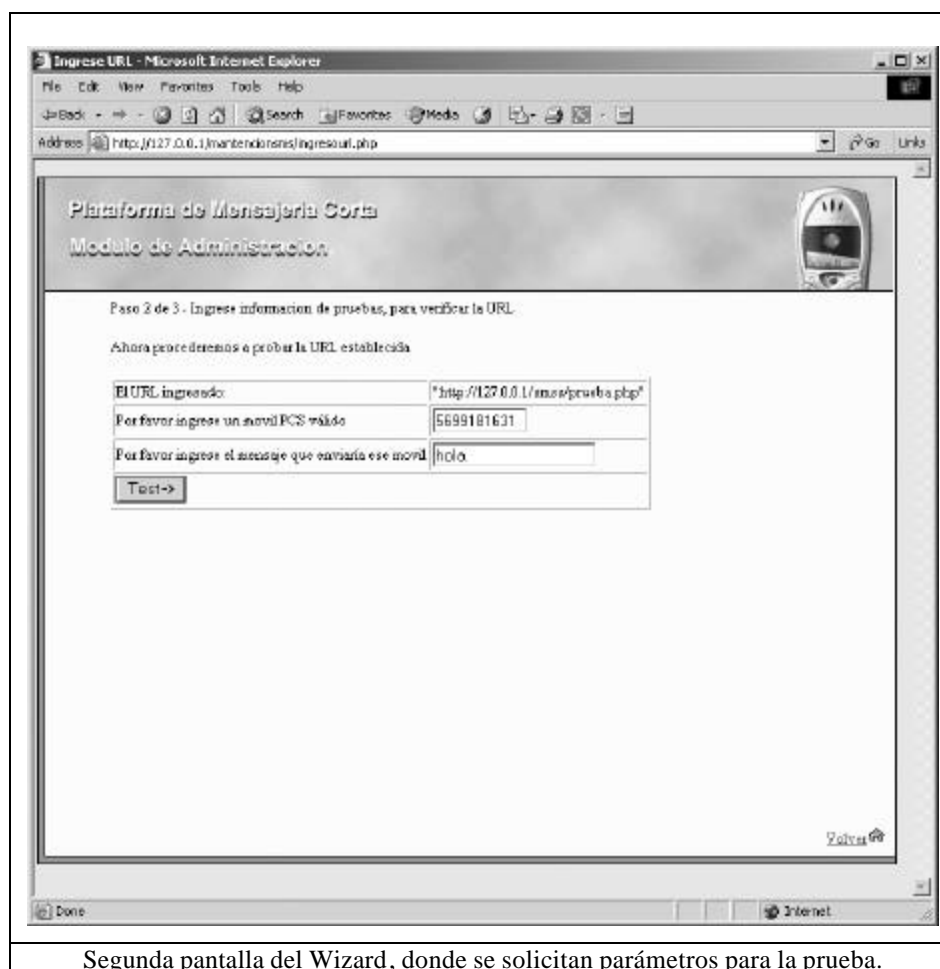 Ingrese URL - Microsoft Internet Explorer
File Edit View Favorites Tools Help
Back Search Favorites Media
Address http://127.0.0.1/mantencionsms/ingresourl.php Go Links
Plataforma de Mensajeria Corta
Modulo de Administracion
Paso 2 de 3 - Ingrese informacion de pruebas, para verificar la URL
Ahora procederemos a probar la URL establecida
El URL ingresado: "http://127.0.0.1/smss/prueba.php"
Por favor ingrese un movil PCS válido 5699181631
Por favor ingrese el mensaje que enviaría ese movil hola
Test->
Volver
Done Internet
Segunda pantalla del Wizard, donde se solicitan parámetros para la prueba.